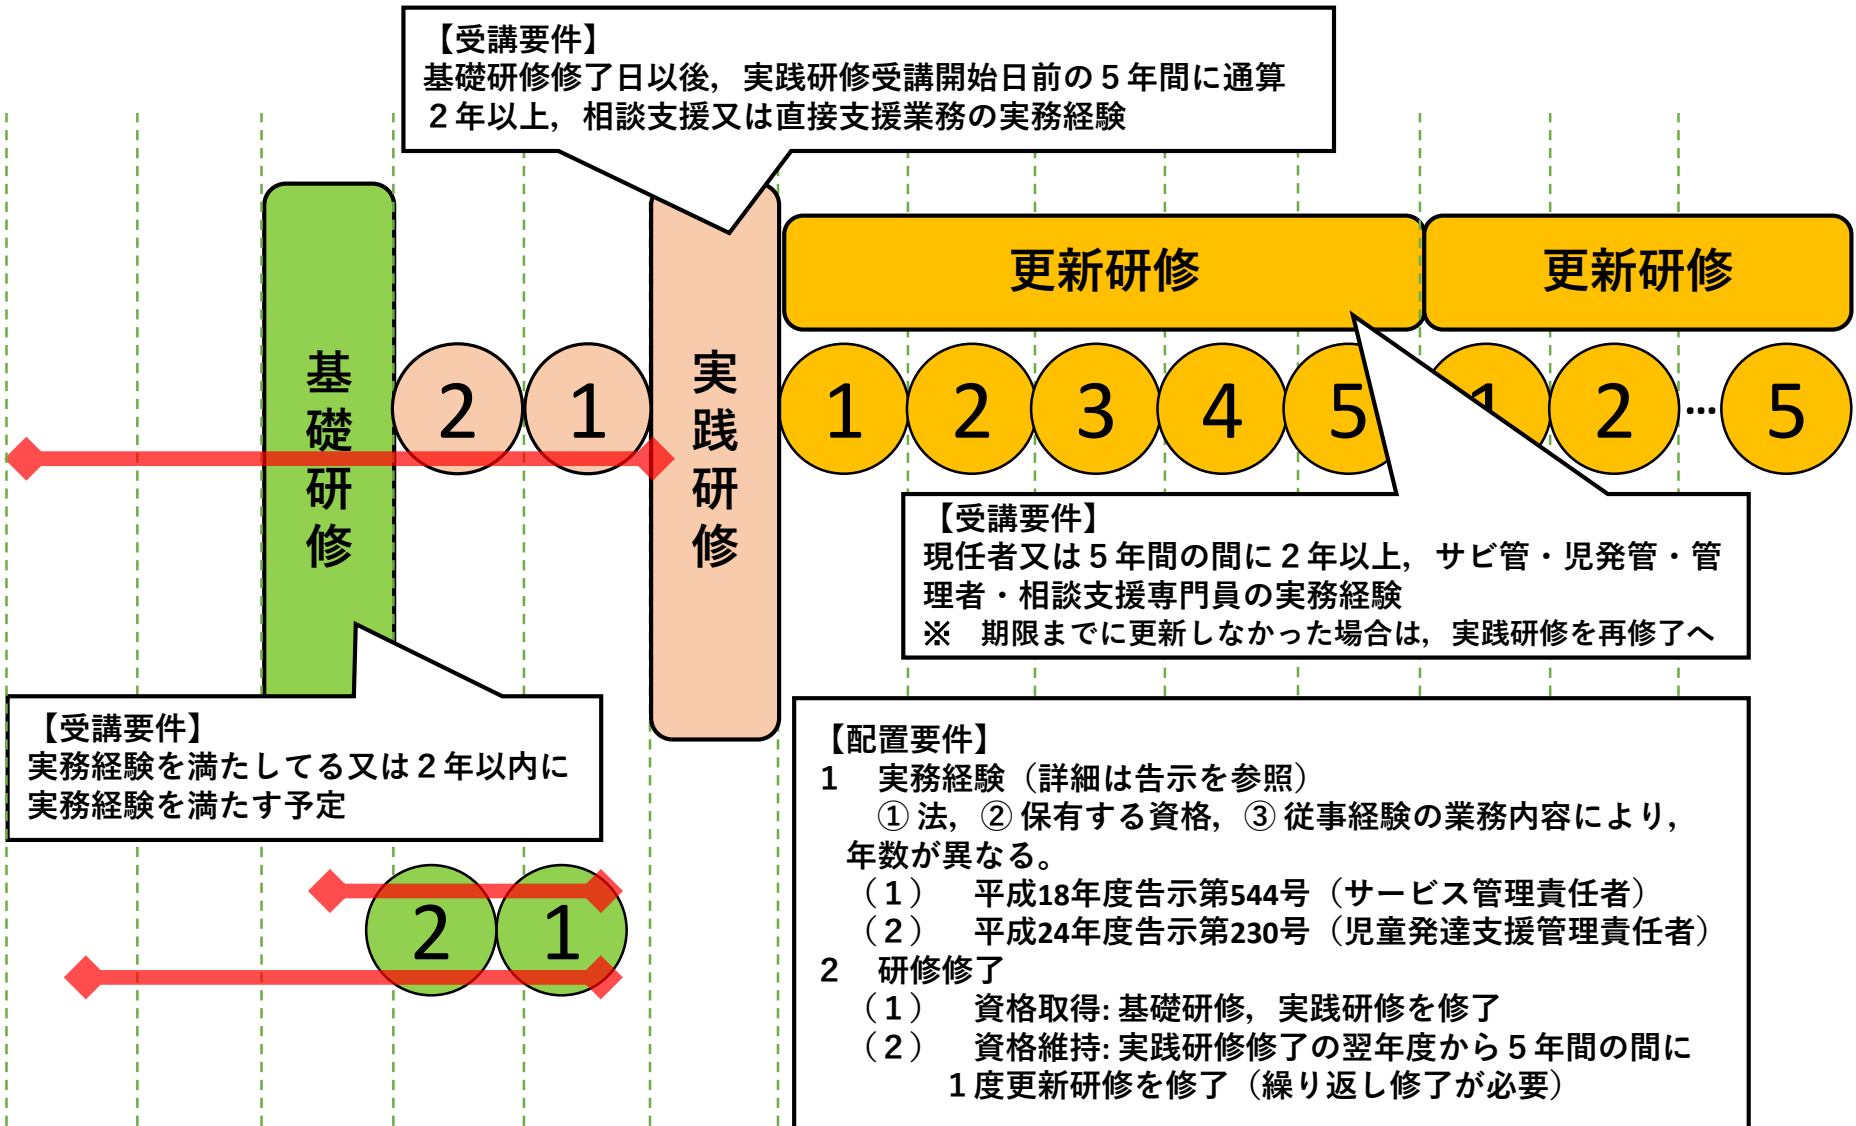 【受講要件】
基礎研修修了日以後，実践研修受講開始日前の５年間に通算
２年以上，相談支援又は直接支援業務の実務経験
基礎研修
2
1
実践研修
更新研修
更新研修
1
2
3
4
5
1
2
…
5
【受講要件】
現任者又は５年間の間に２年以上，サビ管・児発管・管
理者・相談支援専門員の実務経験
※　期限までに更新しなかった場合は，実践研修を再修了へ
【受講要件】
実務経験を満たしてる又は２年以内に
実務経験を満たす予定
2
1
【配置要件】
１　実務経験（詳細は告示を参照）
①法，②保有する資格，③従事経験の業務内容により，
年数が異なる。
（１）　平成18年度告示第544号（サービス管理責任者）
（２）　平成24年度告示第230号（児童発達支援管理責任者）
２　研修修了
（１）　資格取得:基礎研修，実践研修を修了
（２）　資格維持:実践研修修了の翌年度から５年間の間に
１度更新研修を修了（繰り返し修了が必要）